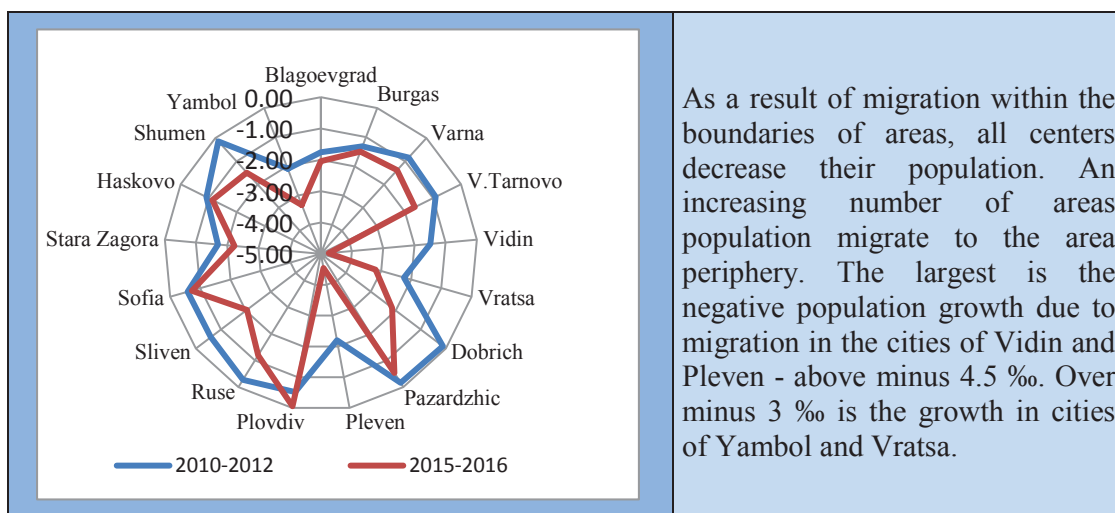 Blagoevgrad
Burgas
Varna
V.Tarnovo
Vidin
Vratsa
Dobrich
Pazardzhic
Pleven
Plovdiv
Ruse
Sliven
Sofia
Stara Zagora
Haskovo
Shumen
Yambol
0.00
-1.00
-2.00
-3.00
-4.00
-5.00
2010-2012
2015-2016
As a result of migration within the
boundaries of areas, all centers
decrease their population. An
increasing number of areas
population migrate to the area
periphery. The largest is the
negative population growth due to
migration in the cities of Vidin and
Pleven - above minus 4.5 ‰. Over
minus 3 ‰ is the growth in cities
of Yambol and Vratsa.